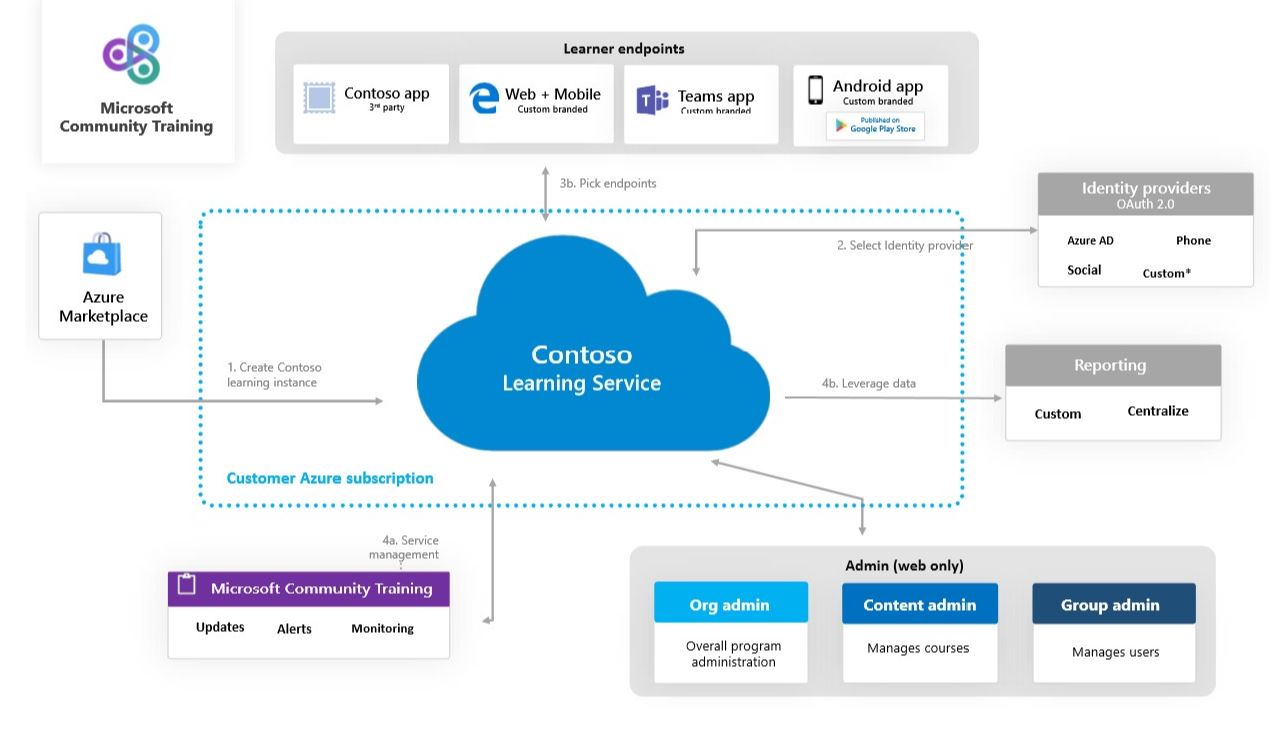 Microsoft
Community Training
Learner endpoints
Contoso app
3rd party
Web + Mobile
Custom branded
Teams app
Custom branded
Android app
Custom branded
Published on
Google Play Store
3b. Pick endpoints
Identity providers
OAuth 2.0
Azure AD
Phone
Social
Custom*
2. Select Identity provider
Azure
Marketplace
1. Create Contoso
learning instance
Contoso
Learning Service
4b. Leverage data
Reporting
Custom
Centralize
Customer Azure subscription
4a. Service
management
Microsoft Community Training
Updates
Alerts
Monitoring
Admin (web only)
Org admin
Overall program
administration
Content admin
Manages courses
Group admin
Manages users